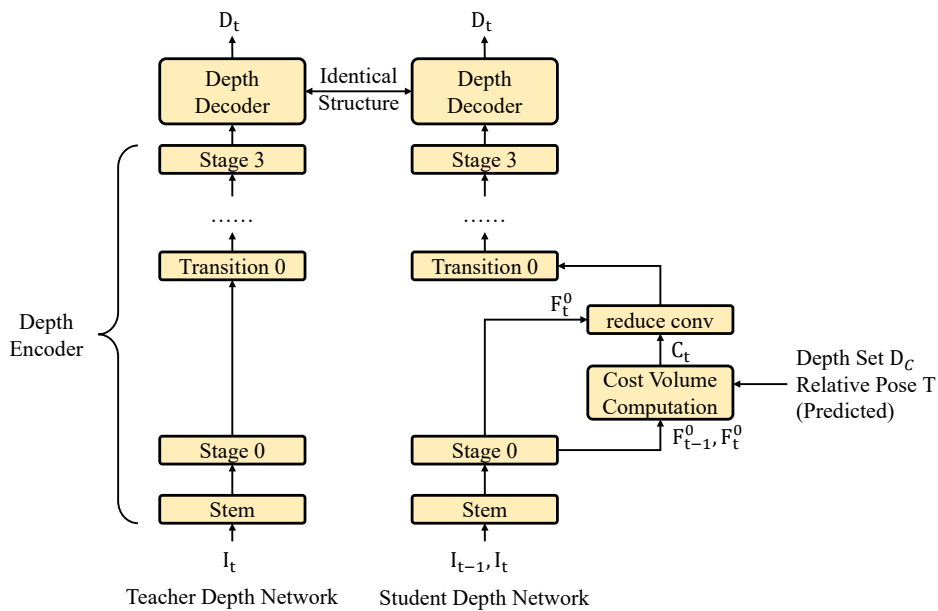 D_t
D_t
Depth
Decoder
Identical
Structure
Depth
Decoder
Stage 3
Stage 3
......
......
Transition 0
Transition 0
F_t^0
reduce conv
Depth
Encoder
C_t
Cost Volume
Computation
Depth Set D_C
Relative Pose T
(Predicted)
F_{t−1}^0, F_t^0
Stage 0
Stage 0
Stem
Stem
I_t
I_{t−1}, I_t
Teacher Depth Network
Student Depth Network